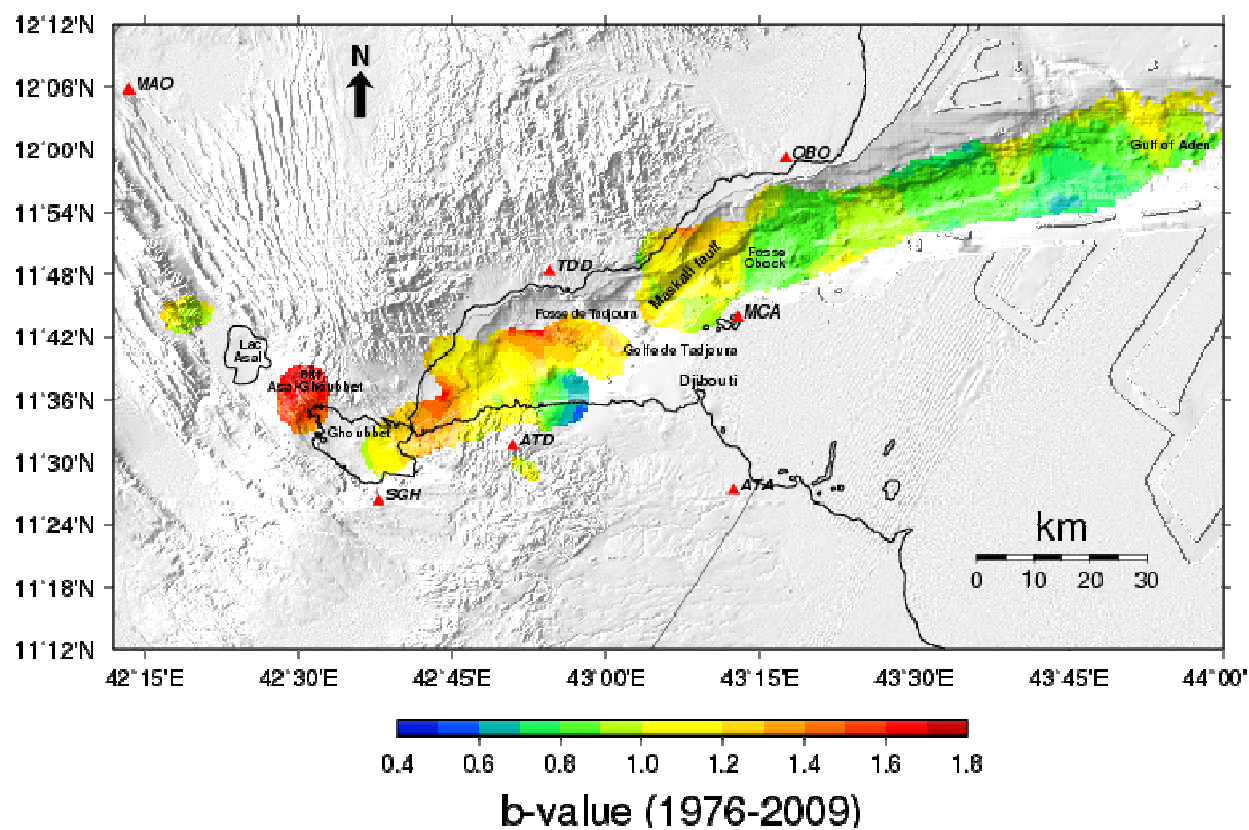 12°12'N
N
MAO
12°06'N
12°00'N
OBO
Gulf of Aden
11°54'N
Fosse
Obock
Maskali fault
11°48'N
TDD
Fosse de Tadjoura
MCA
11°42'N
Lac
Asal
Golfe de Tadjoura
Rift
Asal-Ghoubbet
Djibouti
11°36'N
Ghoubbet
ATD
11°30'N
SGH
ATA
11°24'N
km
0 10 20 30
11°18'N
11°12'N
42°15'E 42°30'E 42°45'E 43°00'E 43°15'E 43°30'E 43°45'E 44°00'
0.4 0.6 0.8 1.0 1.2 1.4 1.6 1.8
b-value (1976-2009)